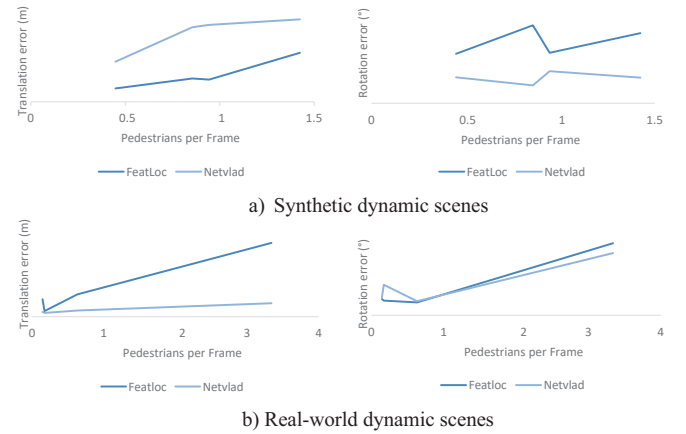 Translation error (m)
0
0.5
1
1.5
Pedestrians per Frame
FeatLoc
Netvlad
Rotation error (°)
0
0.5
1
1.5
Pedestrians per Frame
FeatLoc
Netvlad
a) Synthetic dynamic scenes
Translation error (m)
0
1
2
3
4
Pedestrians per Frame
Featloc
Netvlad
Rotation error (°)
0
1
2
3
4
Pedestrians per Frame
Featloc
Netvlad
b) Real-world dynamic scenes